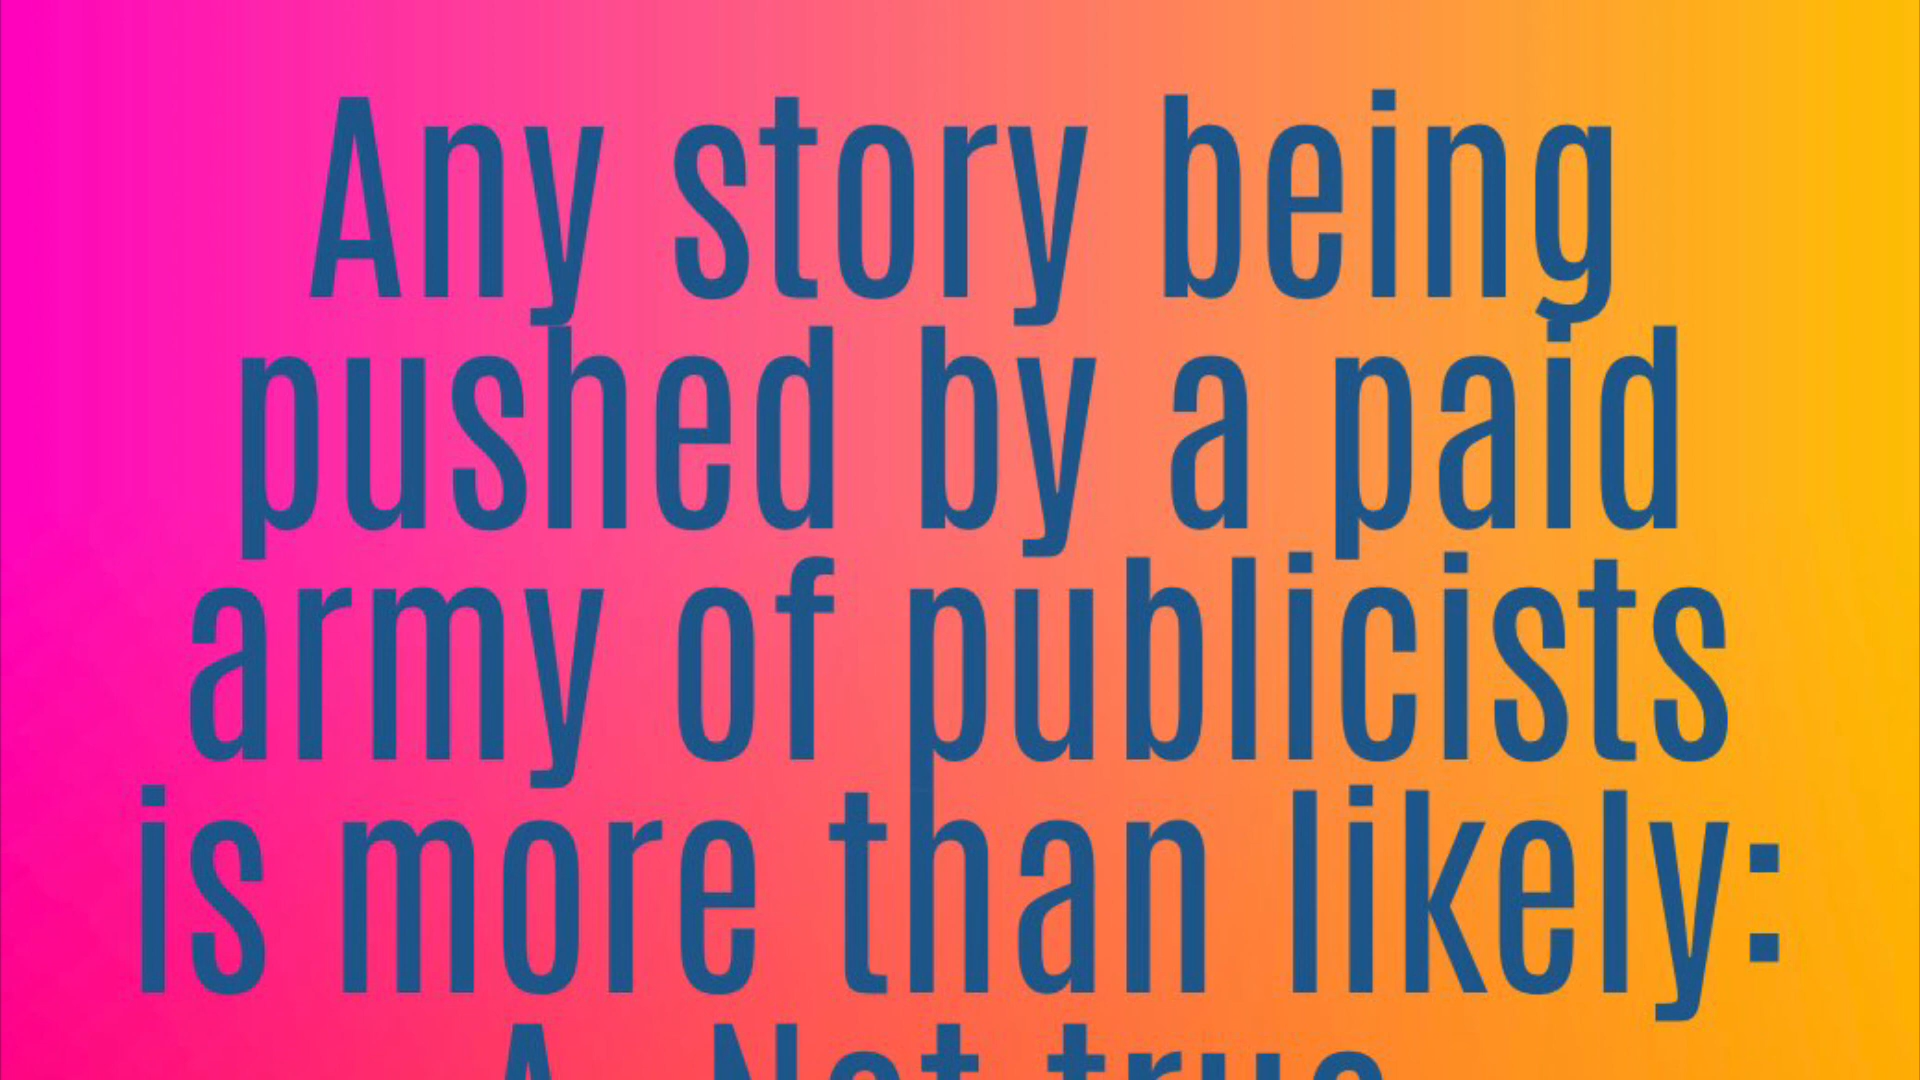 Any story being
pushed by a paid
army of publicists
is more than likely:
A. Not true